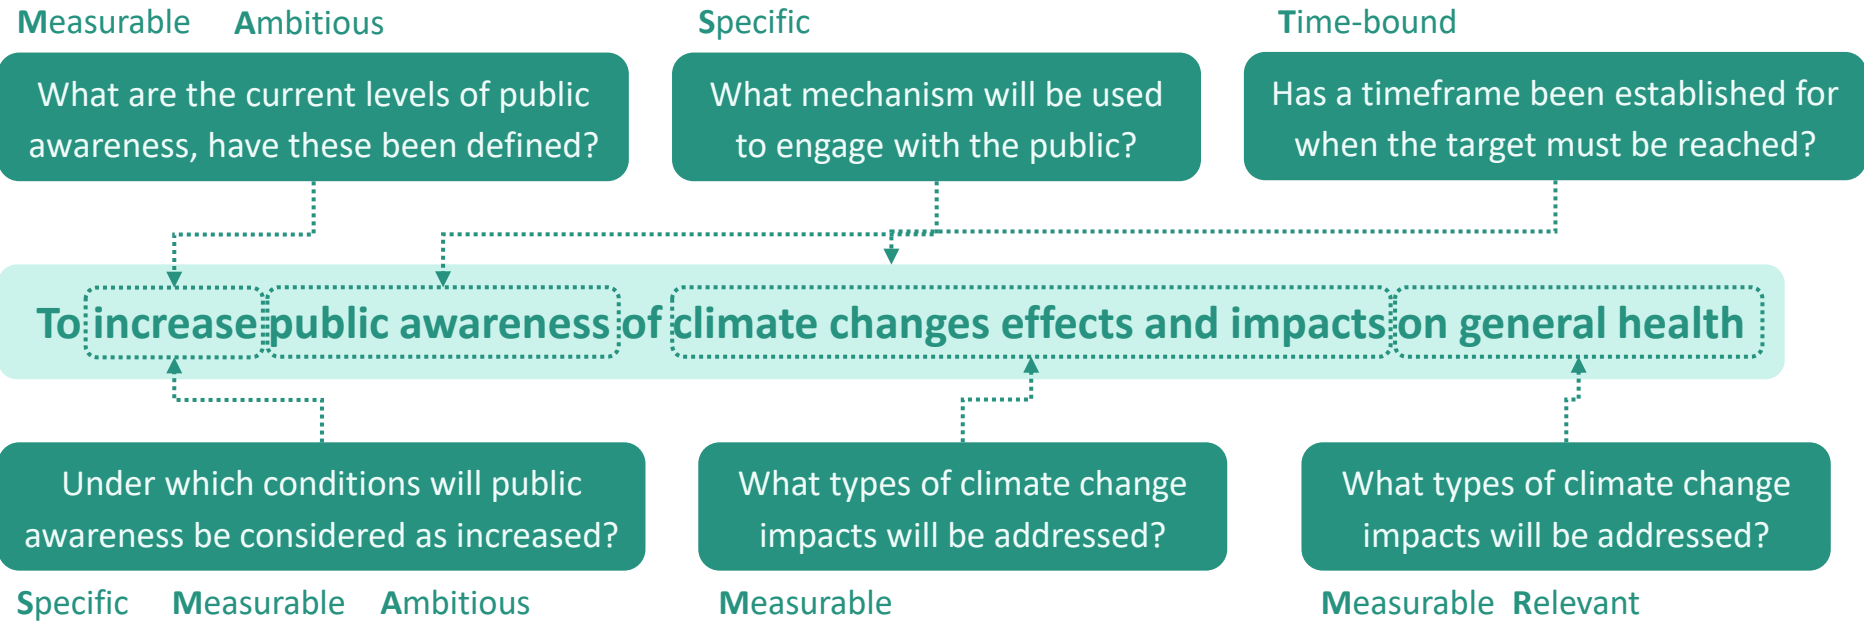 Measurable Ambitious
Specific
Time-bound
What are the current levels of public
awareness, have these been defined?
What mechanism will be used
to engage with the public?
Has a timeframe been established for
when the target must be reached?
To increase public awareness of climate changes effects and impacts on general health
Under which conditions will public
awareness be considered as increased?
What types of climate change
impacts will be addressed?
What types of climate change
impacts will be addressed?
Specific Measurable Ambitious
Measurable
Measurable Relevant